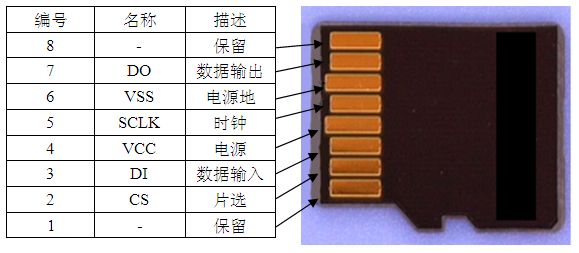 编号 名称 描述
8 - 保留
7 DO 数据输出
6 VSS 电源地
5 SCLK 时钟
4 VCC 电源
3 DI 数据输入
2 CS 片选
1 - 保留